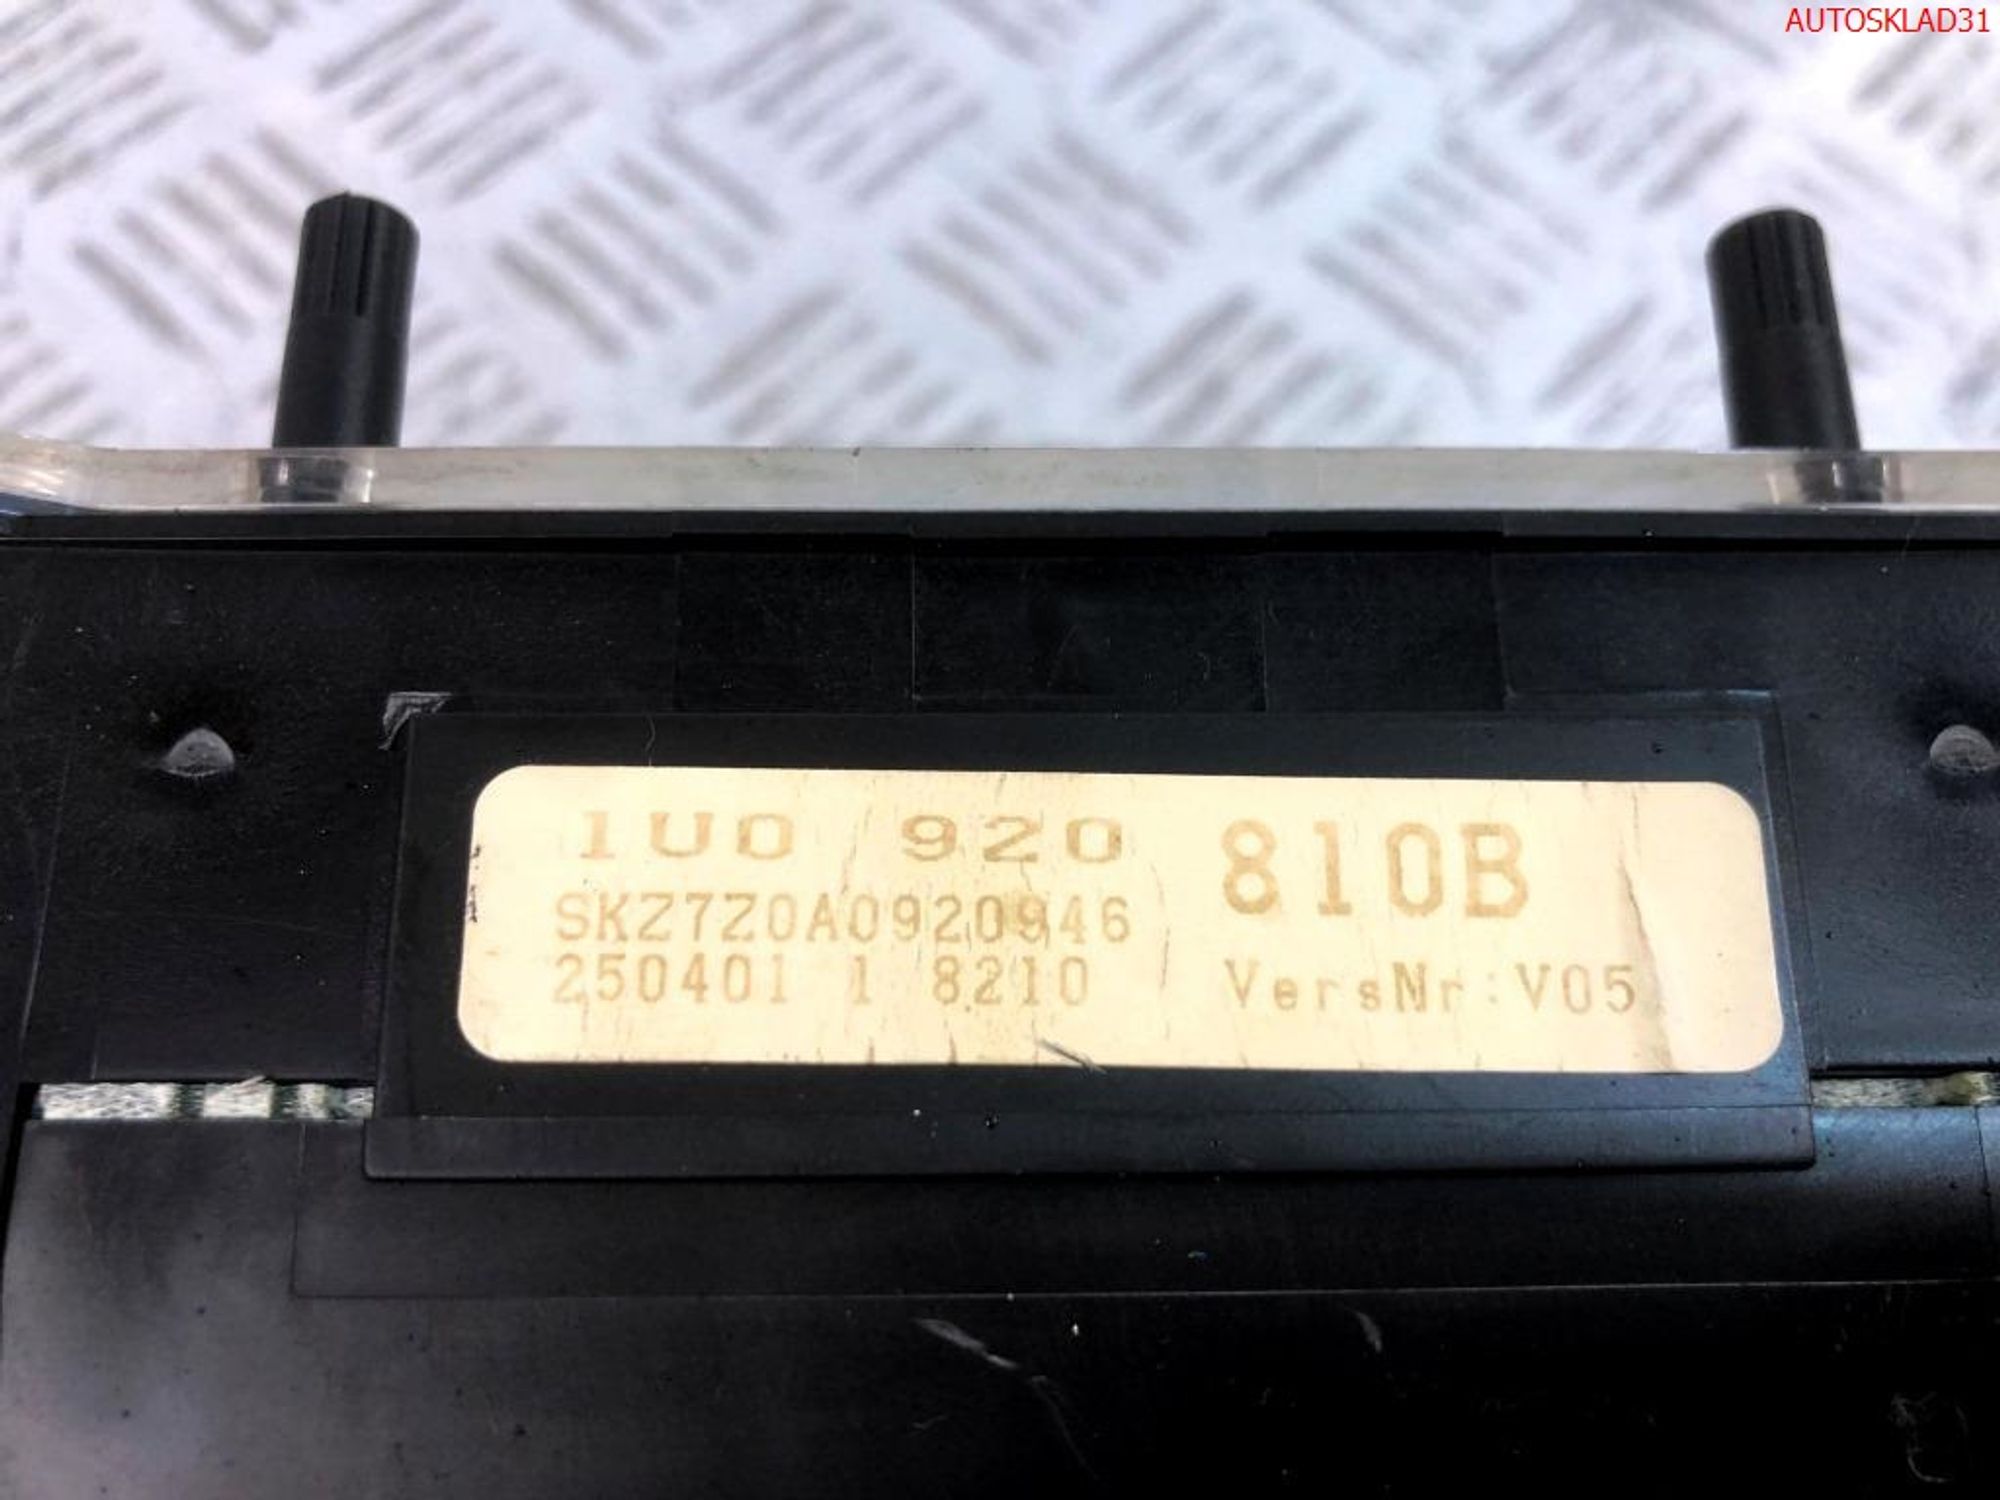 AUTOSKLAD31
1U0 920 810B
SKZ7Z0A0920946
250401 1 8210 VersNr:V05